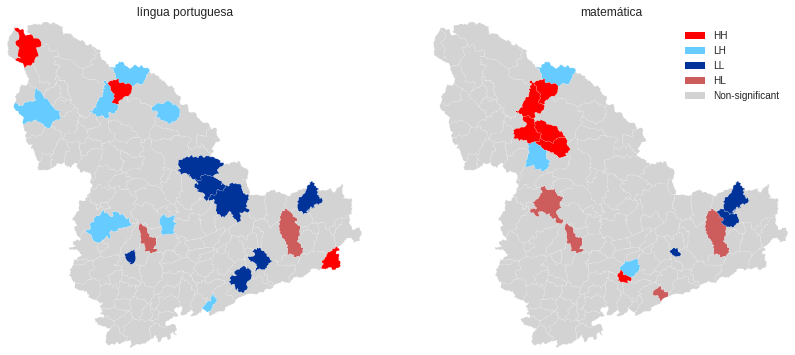 língua portuguesa
matemática
HH
LH
LL
HL
Non-significant